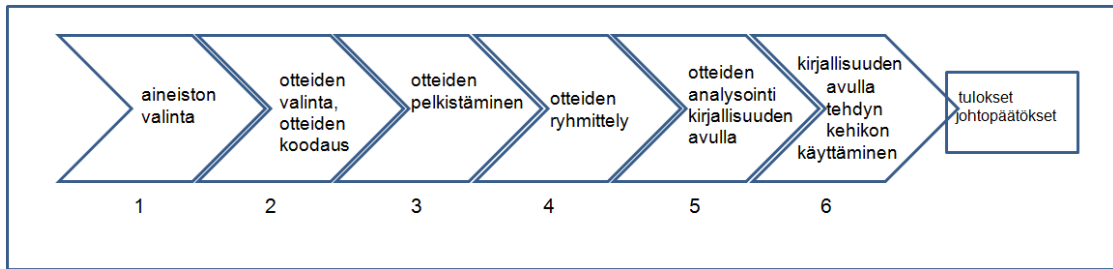 aineiston
valinta
otteiden
valinta,
otteiden
koodaus
otteiden
pelkistäminen
otteiden
ryhmittely
otteiden
analysointi
kirjallisuuden
avulla
kirjallisuuden
avulla
tehdyn
kehikon
käyttäminen
tulokset
johtopäätökset
1
2
3
4
5
6